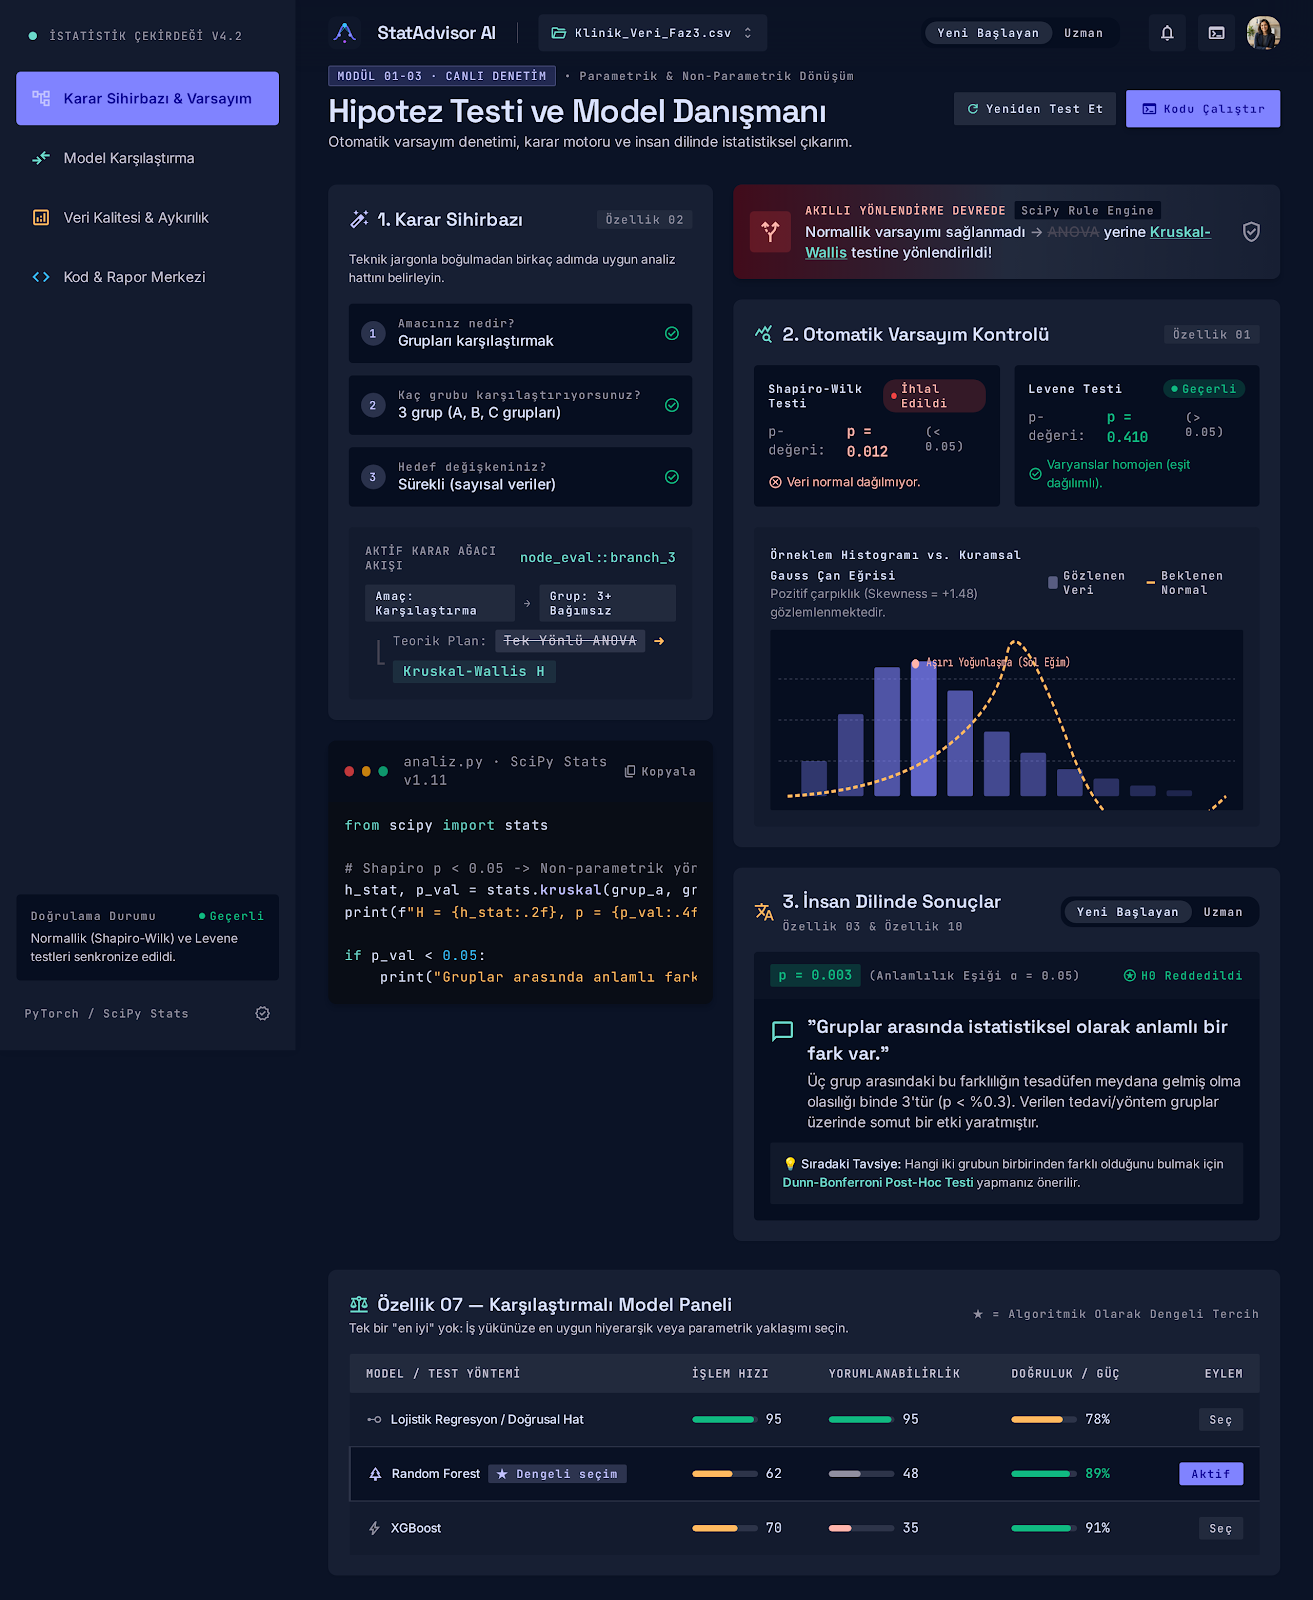 İSTATİSTİK ÇEKİRDEĞİ V4.2
Karar Sihirbazı & Varsayım
Model Karşılaştırma
Veri Kalitesi & Aykırılık
Kod & Rapor Merkezi
Doğrulama Durumu
Geçerli
Normallik (Shapiro-Wilk) ve Levene
testleri senkronize edildi.
PyTorch / SciPy Stats
StatAdvisor AI
Klinik_Veri_Faz3.csv
Yeni Başlayan
Uzman
MODÜL 01-03 · CANLI DENETİM
• Parametrik & Non-Parametrik Dönüşüm
Hipotez Testi ve Model Danışmanı
Otomatik varsayım denetimi, karar motoru ve insan dilinde istatistiksel çıkarım.
Yeniden Test Et
Kodu Çalıştır
1. Karar Sihirbazı
Özellik 02
Teknik jargonla boğulmadan birkaç adımda uygun analiz
hattını belirleyin.
1
Amacınız nedir?
Grupları karşılaştırmak
2
Kaç grubu karşılaştırıyorsunuz?
3 grup (A, B, C grupları)
3
Hedef değişkeniniz?
Sürekli (sayısal veriler)
AKTİF KARAR AĞACI
AKIŞI
node_eval::branch_3
Amaç:
Karşılaştırma
→
Grup: 3+
Bağımsız
Teorik Plan:
Tek Yönlü ANOVA
➔
Kruskal-Wallis H
analiz.py · SciPy Stats
v1.11
Kopyala
from scipy import stats
# Shapiro p < 0.05 -> Non-parametrik yön
h_stat, p_val = stats.kruskal(grup_a, gr
print(f"H = {h_stat:.2f}, p = {p_val:.4f
if p_val < 0.05:
print("Gruplar arasında anlamlı fark
AKILLI YÖNLENDİRME DEVREDE
SciPy Rule Engine
Normallik varsayımı sağlanmadı → ANOVA yerine Kruskal-
Wallis testine yönlendirildi!
2. Otomatik Varsayım Kontrolü
Özellik 01
Shapiro-Wilk
Testi
İhlal
Edildi
p-
değeri:
p =
0.012
(<
0.05)
Veri normal dağılmıyor.
Levene Testi
Geçerli
p-
değeri:
p =
0.410
(>
0.05)
Varyanslar homojen (eşit
dağılımlı).
Örneklem Histogramı vs. Kuramsal
Gauss Çan Eğrisi
Pozitif çarpıklık (Skewness = +1.48)
gözlemlenmektedir.
Gözlenen
Veri
Beklenen
Normal
Aşırı Yoğunlaşma (Sol Eğim)
3. İnsan Dilinde Sonuçlar
Özellik 03 & Özellik 10
Yeni Başlayan
Uzman
p = 0.003
(Anlamlılık Eşiği α = 0.05)
H0 Reddedildi
"Gruplar arasında istatistiksel olarak anlamlı bir
fark var."
Üç grup arasındaki bu farklılığın tesadüfen meydana gelmiş olma
olasılığı binde 3'tür (p < %0.3). Verilen tedavi/yöntem gruplar
üzerinde somut bir etki yaratmıştır.
💡 Sıradaki Tavsiye: Hangi iki grubun birbirinden farklı olduğunu bulmak için
Dunn-Bonferroni Post-Hoc Testi yapmanız önerilir.
Özellik 07 — Karşılaştırmalı Model Paneli
Tek bir "en iyi" yok: İş yükünüze en uygun hiyerarşik veya parametrik yaklaşımı seçin.
★ = Algoritmik Olarak Dengeli Tercih
MODEL / TEST YÖNTEMİ
İŞLEM HIZI
YORUMLANABİLİRLİK
DOĞRULUK / GÜÇ
EYLEM
Lojistik Regresyon / Doğrusal Hat
95
95
78%
Seç
Random Forest
★ Dengeli seçim
62
48
89%
Aktif
XGBoost
70
35
91%
Seç